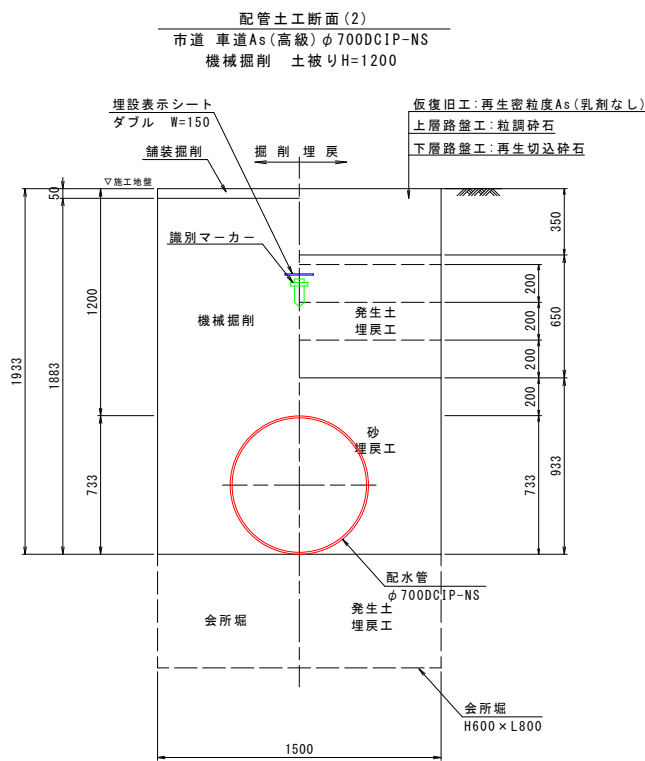 配管土工断面(2)
市道 車道As(高級)φ700DCIP-NS
機械掘削 土被りH=1200
埋設表示シート
ダブル W=150
舗装掘削
掘削 埋戻
仮復旧工:再生密粒度As(乳剤なし)
上層路盤工:粒調砕石
下層路盤工:再生切込砕石
▽施工地盤
50
識別マーカー
350
1200
200
機械掘削
発生土
埋戻工
200
650
1933
1883
200
200
砂
埋戻工
733
733
933
配水管
φ700DCIP-NS
会所堀
発生土
埋戻工
会所堀
H600×L800
1500